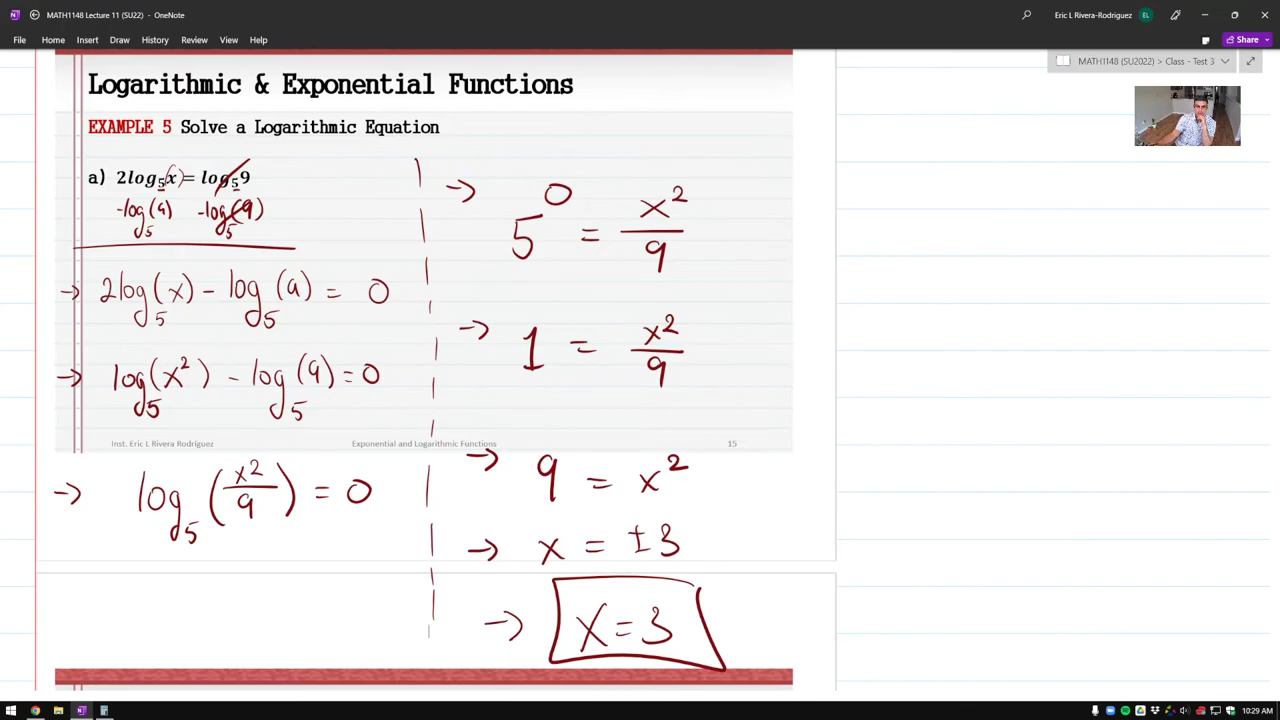 MATH1148 Lecture 11 (SU22) - OneNote
Eric L Rivera-Rodriguez EL
File Home Insert Draw History Review View Help
Share
MATH1148 (SU2022) > Class - Test 3
Logarithmic & Exponential Functions
EXAMPLE 5 Solve a Logarithmic Equation
a) 2log₅(x) = log₅9
-log₅(9) -log₅(9)
→ 2log₅(x) - log₅(9) = 0
→ log₅(x²) - log₅(9) = 0
Inst. Eric L Rivera Rodríguez Exponential and Logarithmic Functions 15
→ log₅(x²/9) = 0
→ 5⁰ = x²/9
→ 1 = x²/9
→ 9 = x²
→ x = ±3
→ x = 3
10:29 AM